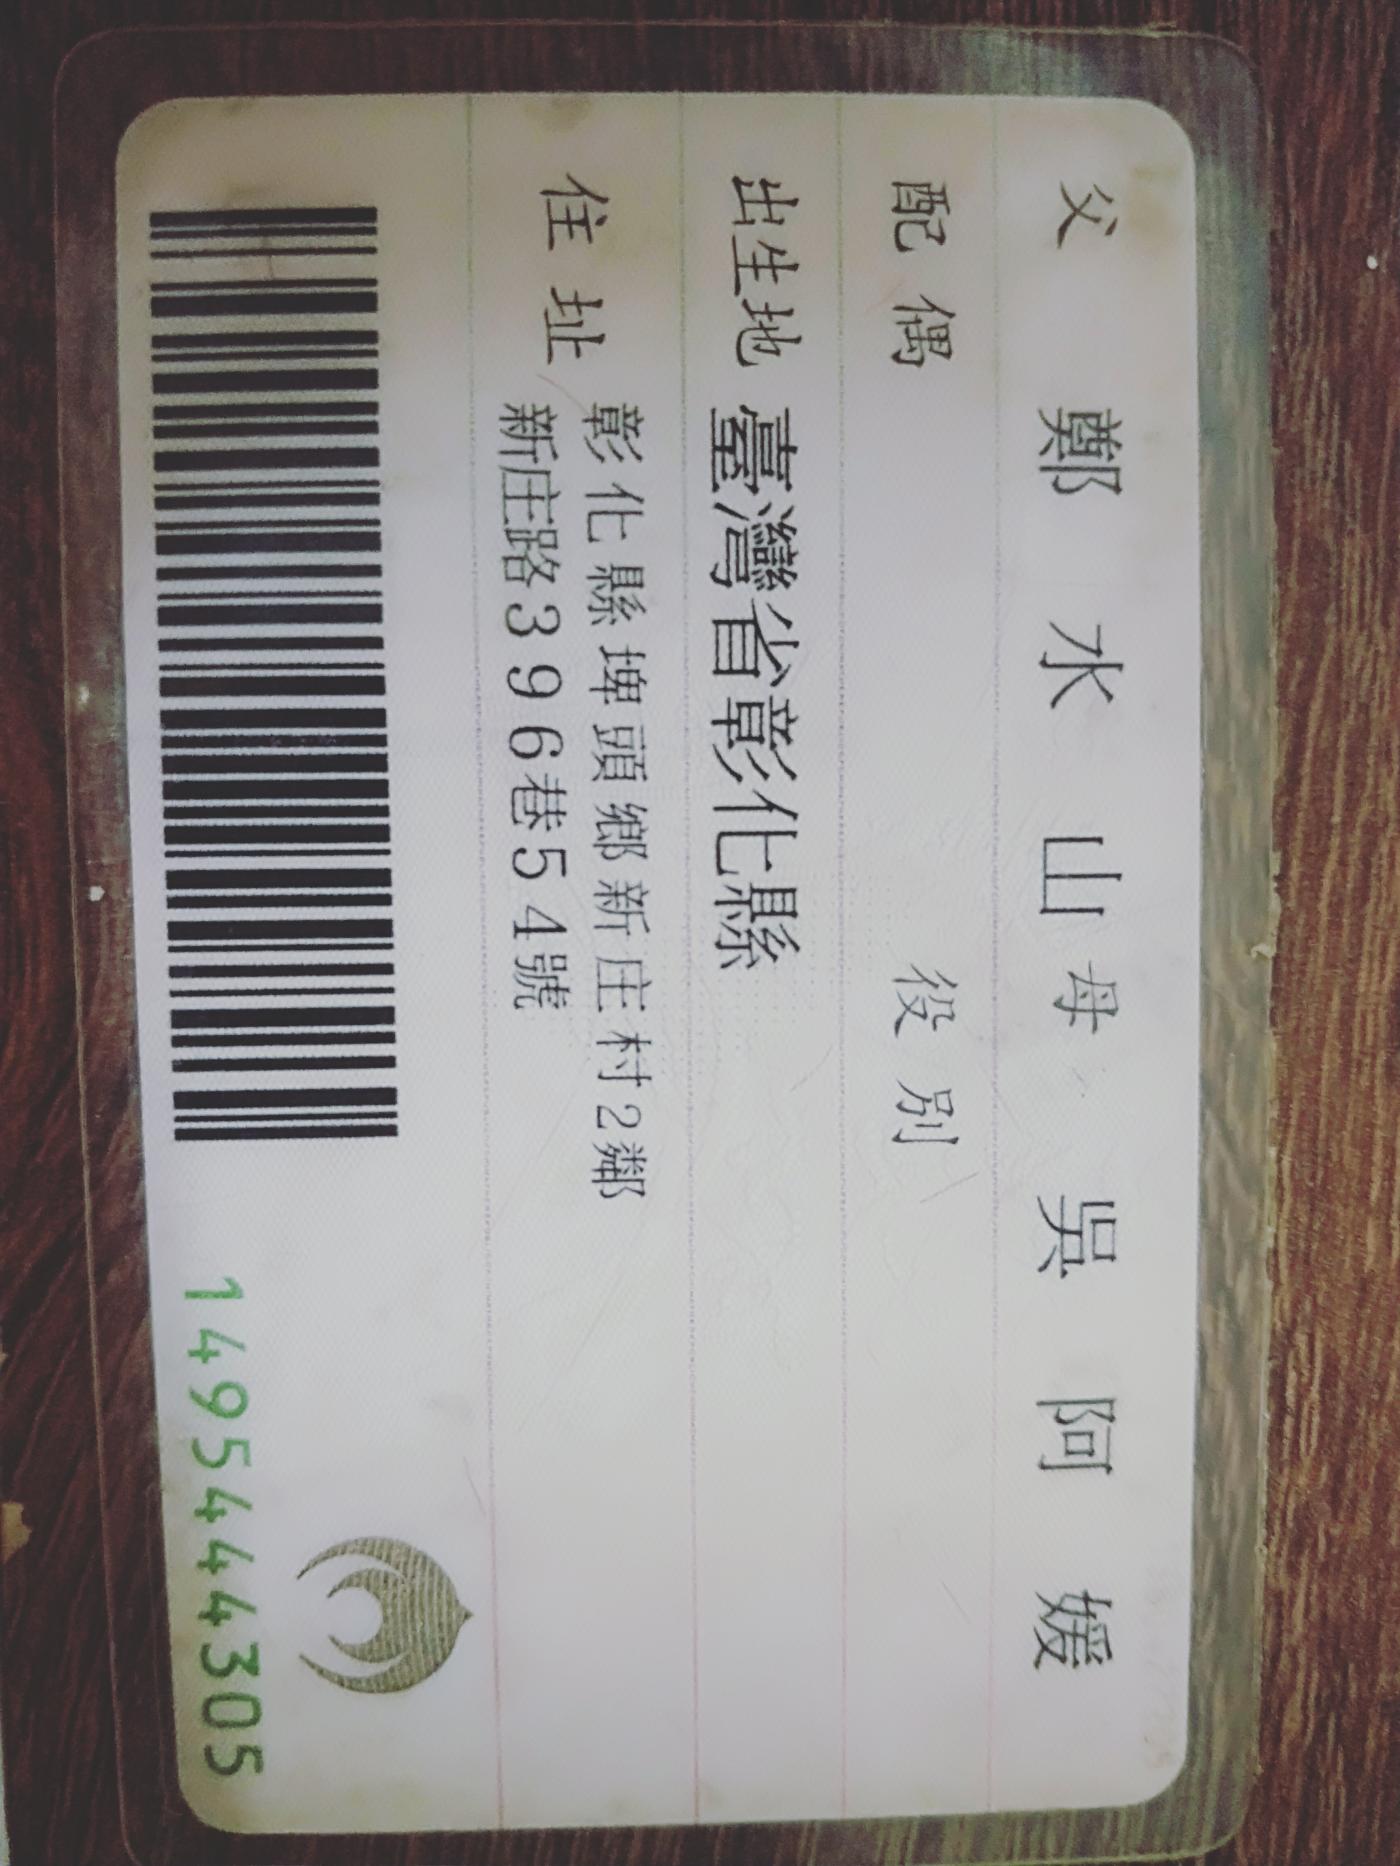 父 鄭水山 母 吳阿媛
配偶 役別
出生地 臺灣省彰化縣
住址 彰化縣埤頭鄉新庄村2鄰
新庄路396巷54號
1495444305